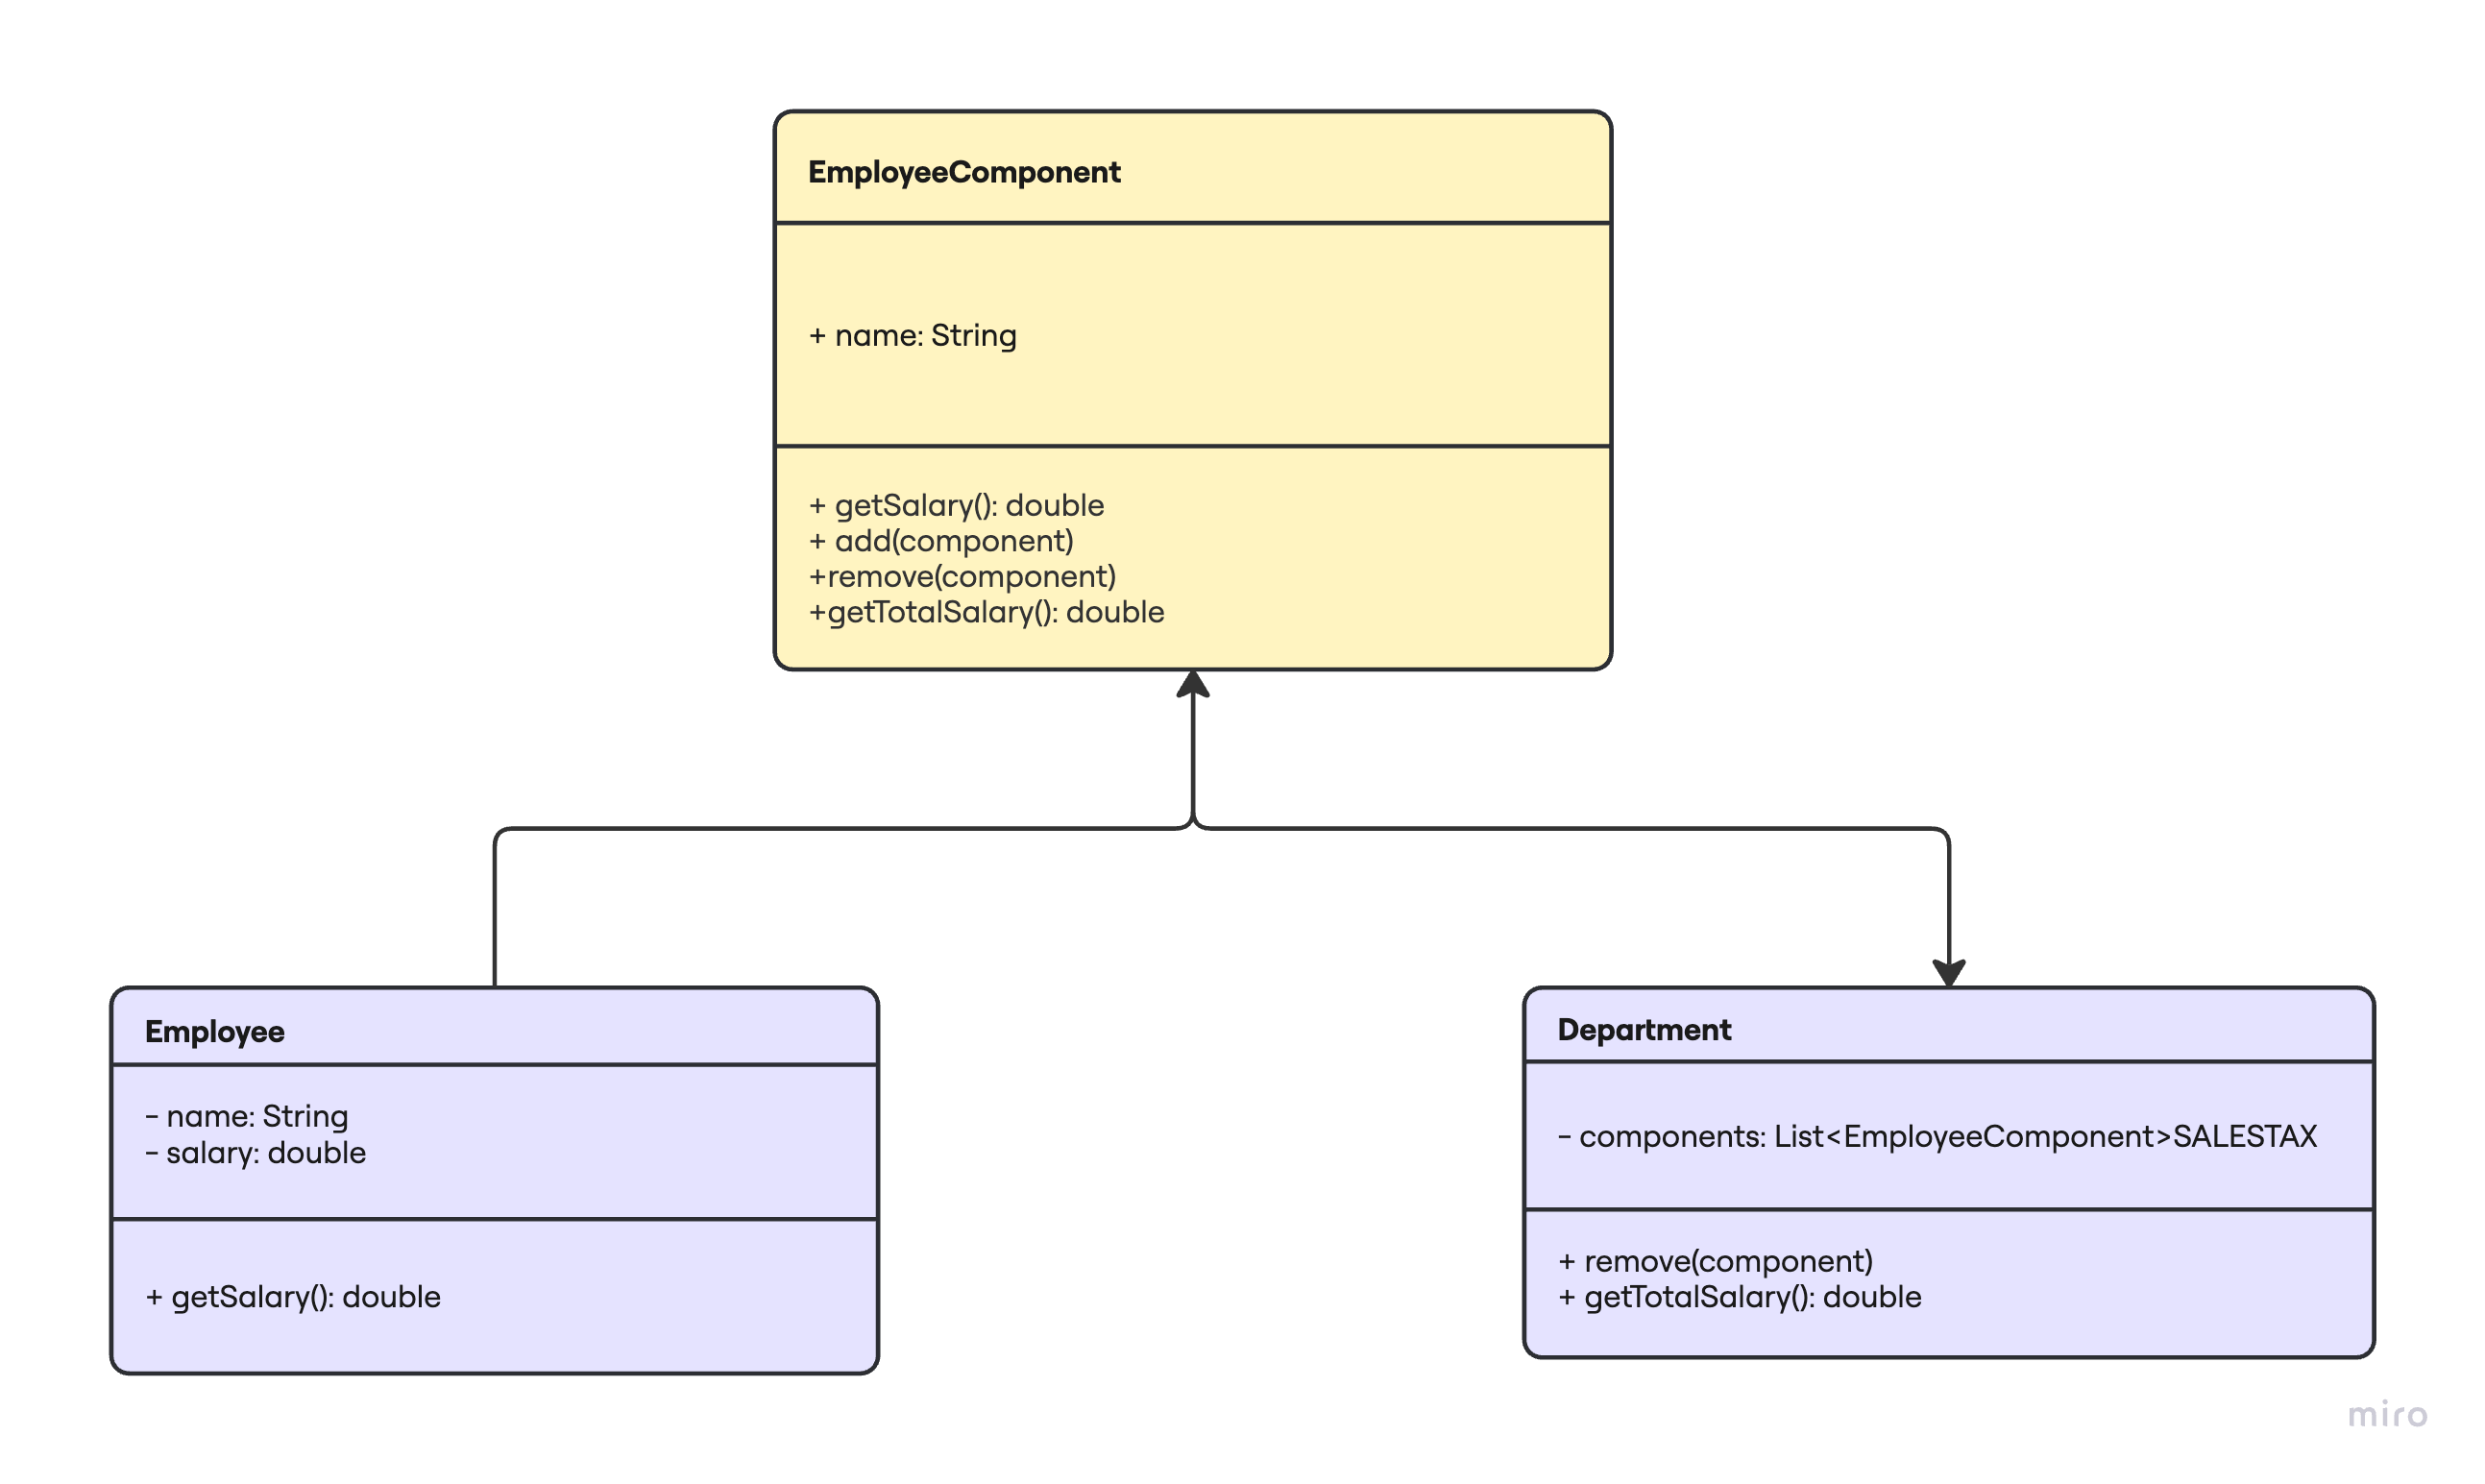 EmployeeComponent
+ name: String
+ getSalary(): double
+ add(component)
+remove(component)
+getTotalSalary(): double
Employee
- name: String
- salary: double
+ getSalary(): double
Department
- components: List<EmployeeComponent>SALESTAX
+ remove(component)
+ getTotalSalary(): double
miro